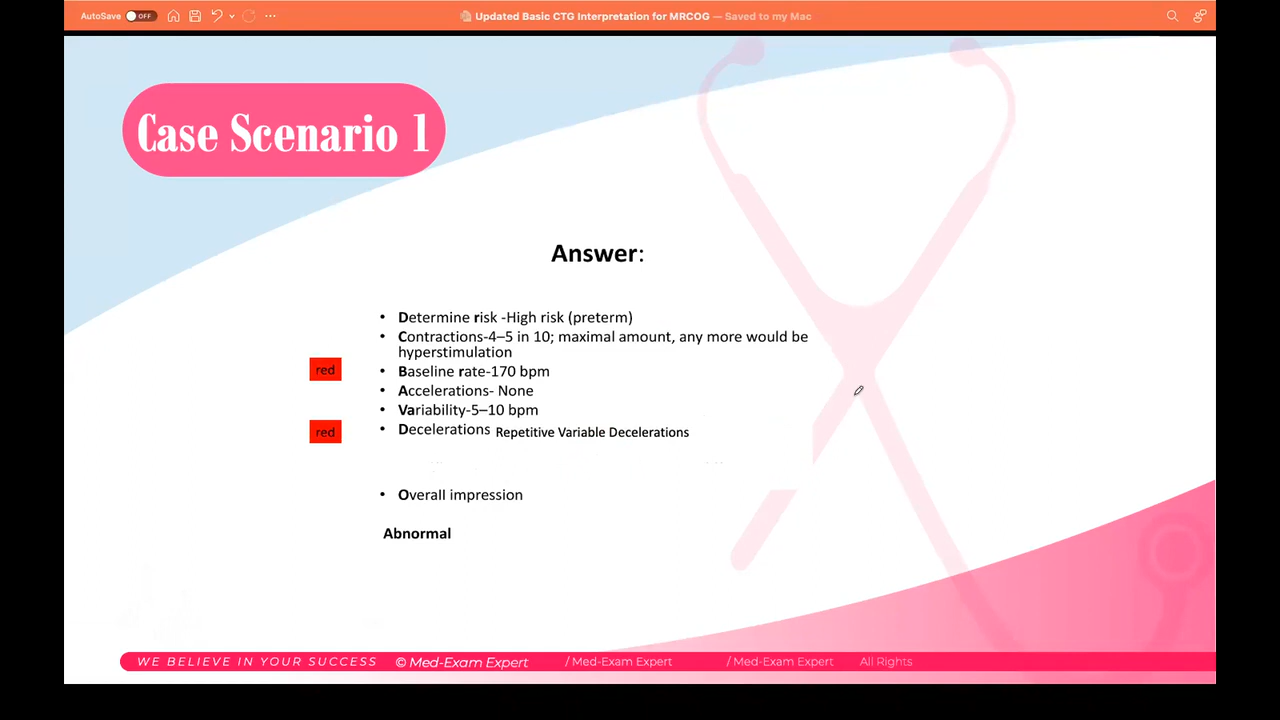 AutoSave OFF
Updated Basic CTG Interpretation for MRCOG — Saved to my Mac
Case Scenario 1
Answer:
• Determine risk -High risk (preterm)
• Contractions-4–5 in 10; maximal amount, any more would be
hyperstimulation
red
• Baseline rate-170 bpm
• Accelerations- None
• Variability-5–10 bpm
red
• Decelerations Repetitive Variable Decelerations
• Overall impression
Abnormal
WE BELIEVE IN YOUR SUCCESS © Med-Exam Expert / Med-Exam Expert / Med-Exam Expert All Rights